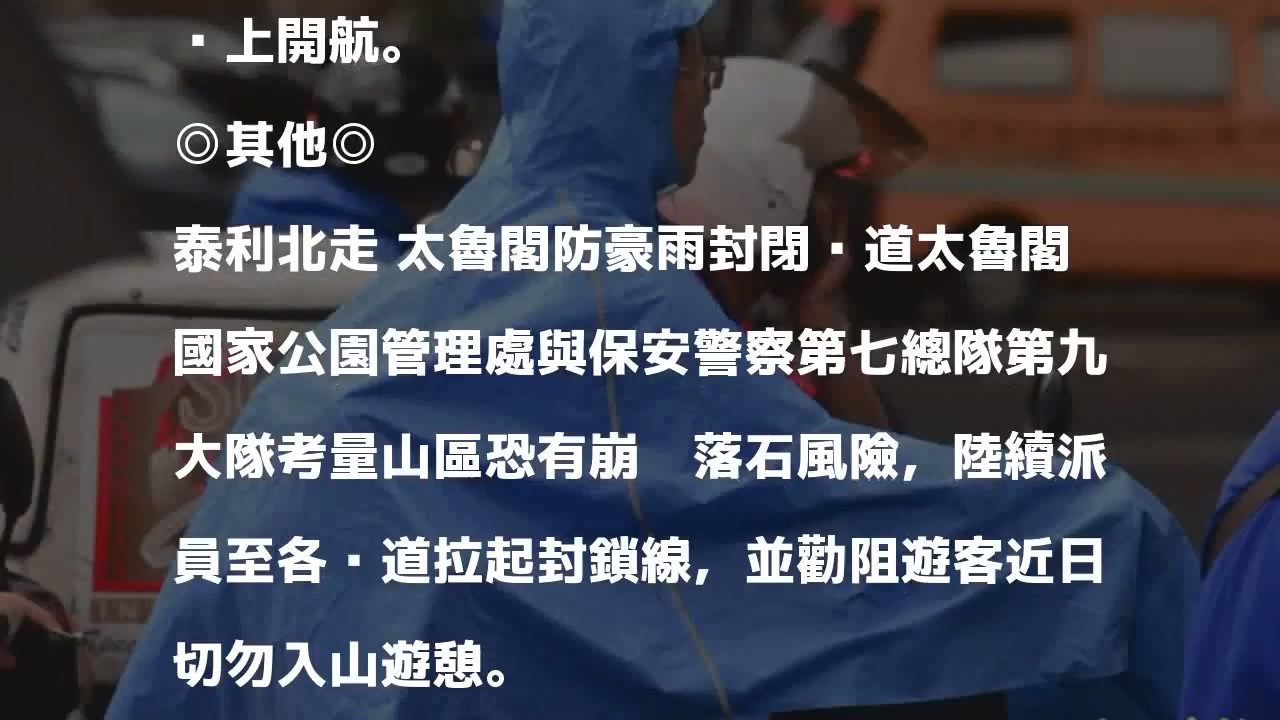 ▪上開航。
◎其他◎
泰利北走 太魯閣防豪雨封閉▪道太魯閣
國家公園管理處與保安警察第七總隊第九
大隊考量山區恐有崩　落石風險，陸續派
員至各▪道拉起封鎖線，並勸阻遊客近日
切勿入山遊憩。